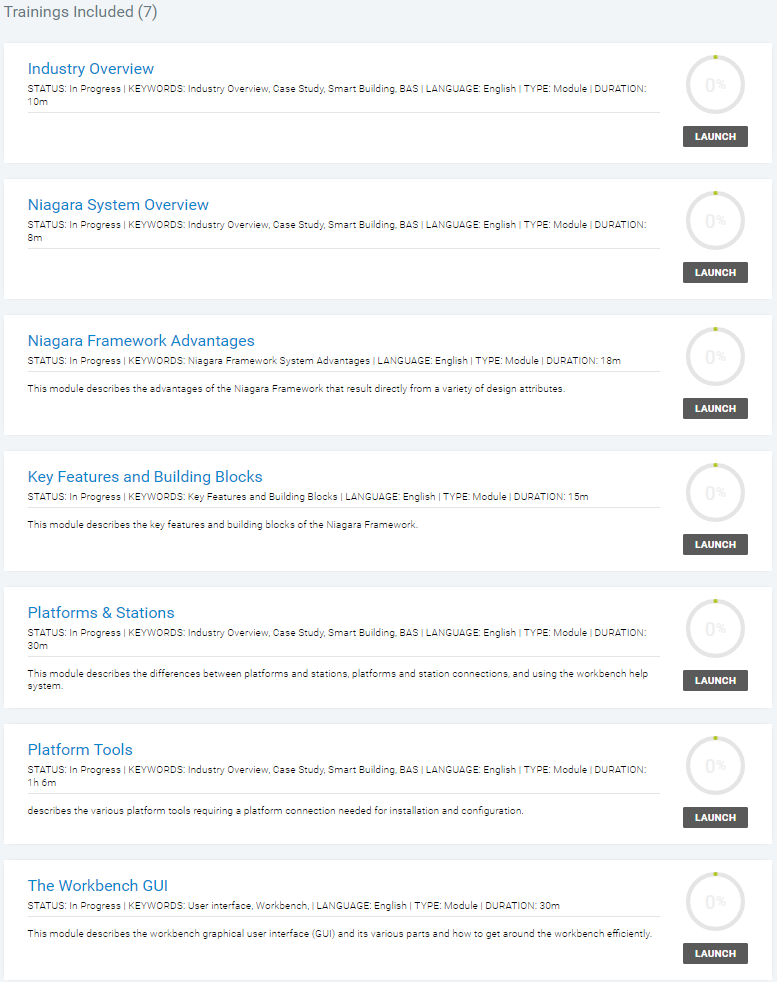 Trainings Included (7)
Industry Overview
STATUS: In Progress | KEYWORDS: Industry Overview, Case Study, Smart Building, BAS | LANGUAGE: English | TYPE: Module | DURATION:
10m
0%
LAUNCH
Niagara System Overview
STATUS: In Progress | KEYWORDS: Industry Overview, Case Study, Smart Building, BAS | LANGUAGE: English | TYPE: Module | DURATION:
8m
0%
LAUNCH
Niagara Framework Advantages
STATUS: In Progress | KEYWORDS: Niagara Framework System Advantages | LANGUAGE: English | TYPE: Module | DURATION: 18m
This module describes the advantages of the Niagara Framework that result directly from a variety of design attributes.
0%
LAUNCH
Key Features and Building Blocks
STATUS: In Progress | KEYWORDS: Key Features and Building Blocks | LANGUAGE: English | TYPE: Module | DURATION: 15m
This module describes the key features and building blocks of the Niagara Framework.
0%
LAUNCH
Platforms & Stations
STATUS: In Progress | KEYWORDS: Industry Overview, Case Study, Smart Building, BAS | LANGUAGE: English | TYPE: Module | DURATION:
30m
This module describes the differences between platforms and stations, platforms and station connections, and using the workbench help
system.
0%
LAUNCH
Platform Tools
STATUS: In Progress | KEYWORDS: Industry Overview, Case Study, Smart Building, BAS | LANGUAGE: English | TYPE: Module | DURATION:
1h 6m
describes the various platform tools requiring a platform connection needed for installation and configuration.
0%
LAUNCH
The Workbench GUI
STATUS: In Progress | KEYWORDS: User interface, Workbench, | LANGUAGE: English | TYPE: Module | DURATION: 30m
This module describes the workbench graphical user interface (GUI) and its various parts and how to get around the workbench efficiently.
0%
LAUNCH